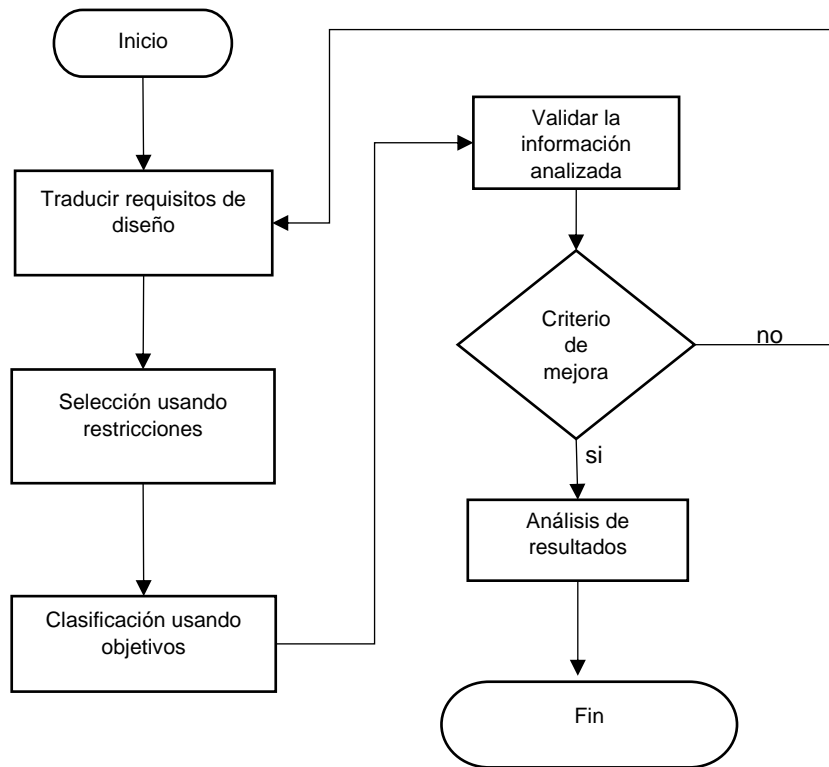 Inicio
Traducir requisitos de
diseño
Selección usando
restricciones
Clasificación usando
objetivos
Validar la
información
analizada
Criterio
de
mejora
no
si
Análisis de
resultados
Fin